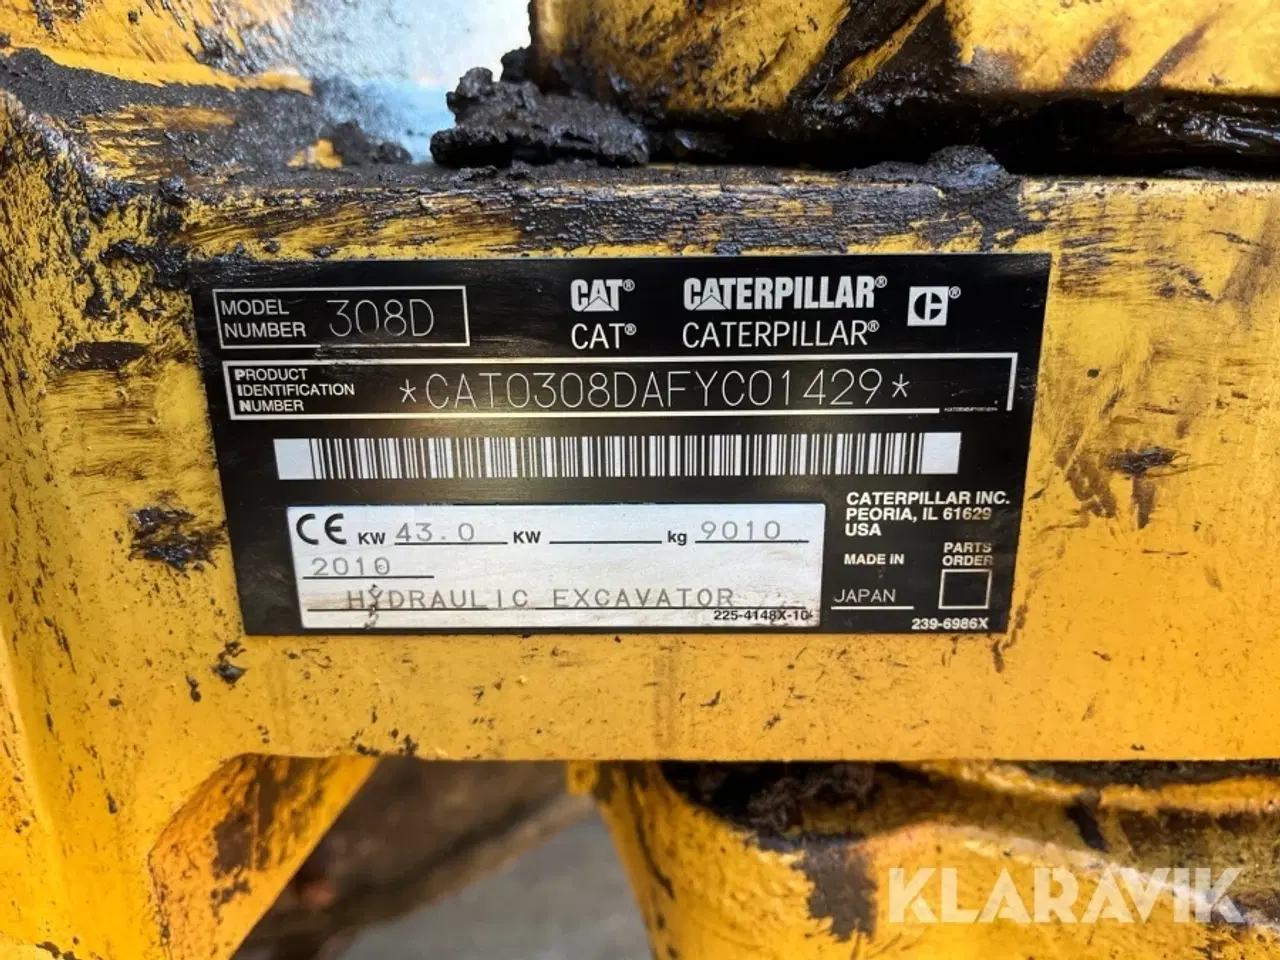 MODEL NUMBER 308D
CAT® CATERPILLAR® C®
CAT® CATERPILLAR®
PRODUCT IDENTIFICATION NUMBER *CAT0308DAFYC01429*
CE KW 43.0 KW kg 9010
2010
HYDRAULIC EXCAVATOR
225-4148X-10
CATERPILLAR INC.
PEORIA, IL 61629
USA
MADE IN JAPAN
PARTS ORDER
239-6986X
KLARAVIK